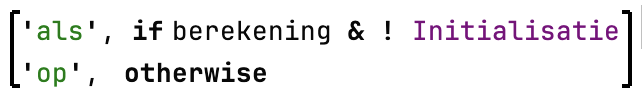 'als', if berekening & ! Initialisatie
'op', otherwise